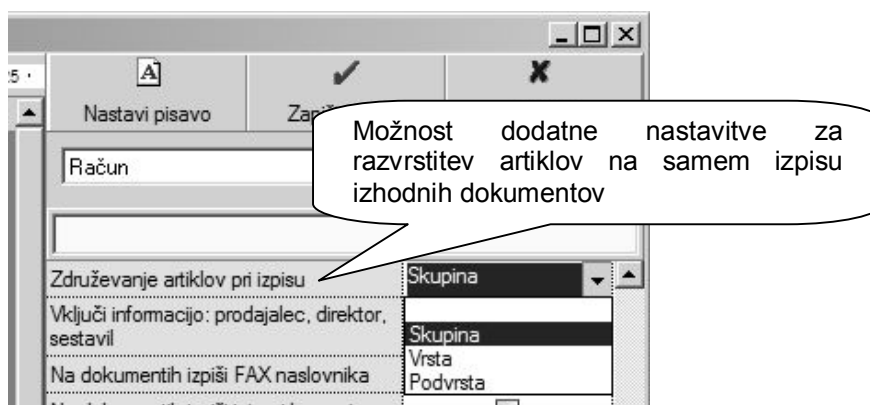 Nastavi pisavo
Možnost dodatne nastavitve za
razvrstitev artiklov na samem izpisu
izhodnih dokumentov
Račun
Združevanje artiklov pri izpisu
Skupina
Vključi informacijo: prodajalec, direktor,
sestavil
Skupina
Vrsta
Podvrsta
Na dokumentih izpiši FAX naslovnika